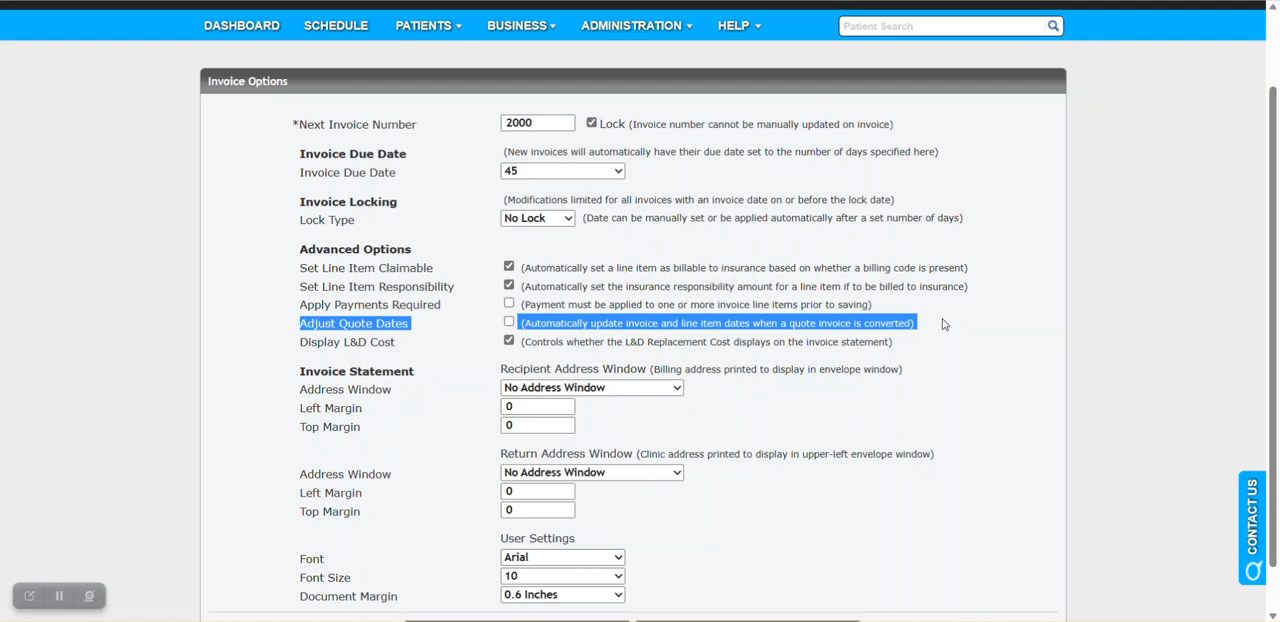 DASHBOARD SCHEDULE PATIENTS BUSINESS ADMINISTRATION HELP Patient Search
Invoice Options
*Next Invoice Number 2000 Lock (Invoice number cannot be manually updated on invoice)
Invoice Due Date (New invoices will automatically have their due date set to the number of days specified here)
Invoice Due Date 45
Invoice Locking (Modifications limited for all invoices with an invoice date on or before the lock date)
Lock Type No Lock (Date can be manually set or be applied automatically after a set number of days)
Advanced Options
Set Line Item Claimable (Automatically set a line item as billable to insurance based on whether a billing code is present)
Set Line Item Responsibility (Automatically set the insurance responsibility amount for a line item if to be billed to insurance)
Apply Payments Required (Payment must be applied to one or more invoice line items prior to saving)
Adjust Quote Dates (Automatically update invoice and line item dates when a quote invoice is converted)
Display L&D Cost (Controls whether the L&D Replacement Cost displays on the invoice statement)
Invoice Statement Recipient Address Window (Billing address printed to display in envelope window)
Address Window No Address Window
Left Margin 0
Top Margin 0
Return Address Window (Clinic address printed to display in upper-left envelope window)
Address Window No Address Window
Left Margin 0
Top Margin 0
User Settings
Font Arial
Font Size 10
Document Margin 0.6 Inches
CONTACT US